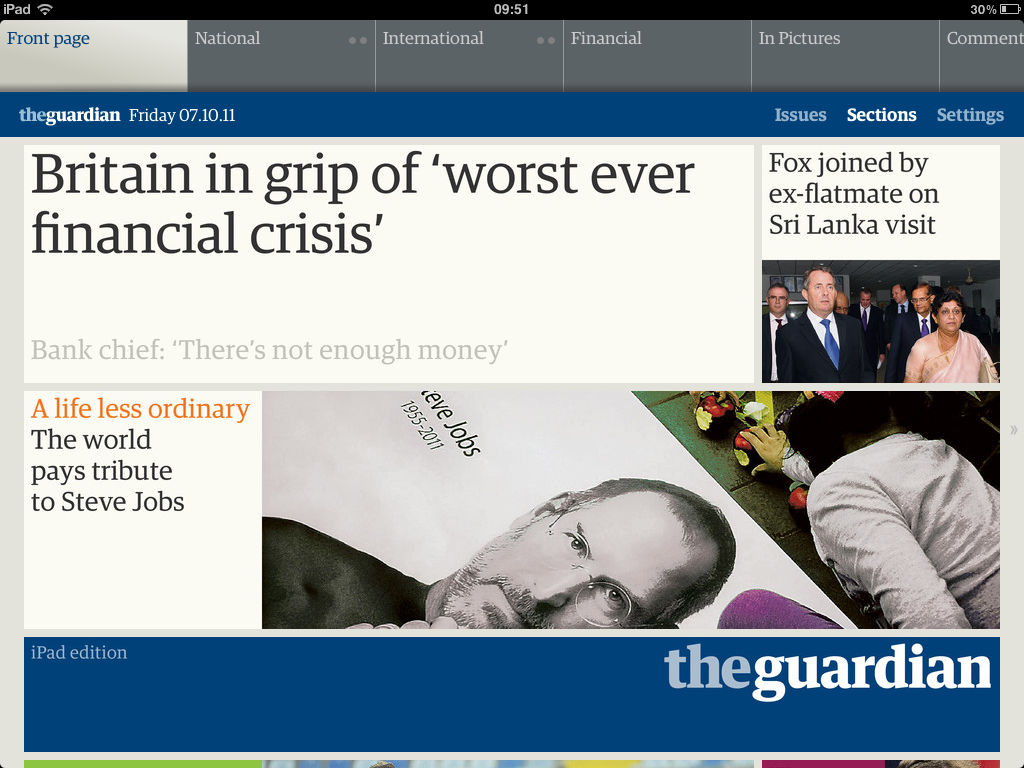 iPad 09:51 30%
Front page National International Financial In Pictures Comment
theguardian Friday 07.10.11 Issues Sections Settings
Britain in grip of ‘worst ever
financial crisis’
Bank chief: ‘There’s not enough money’
Fox joined by
ex-flatmate on
Sri Lanka visit
A life less ordinary
The world
pays tribute
to Steve Jobs
teve Jobs
1955-2011
iPad edition
theguardian